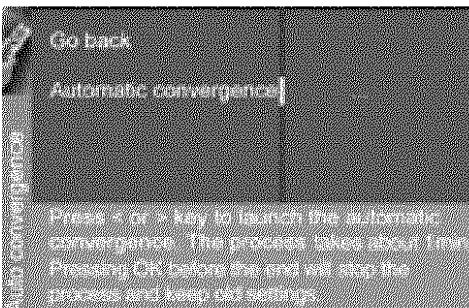 Go back
Automatic convergence
Press < or > key to launch the automatic
convergence. The process takes about 1min.
Pressing OK before the end will stop the
process and keep old settings.
Auto convergence